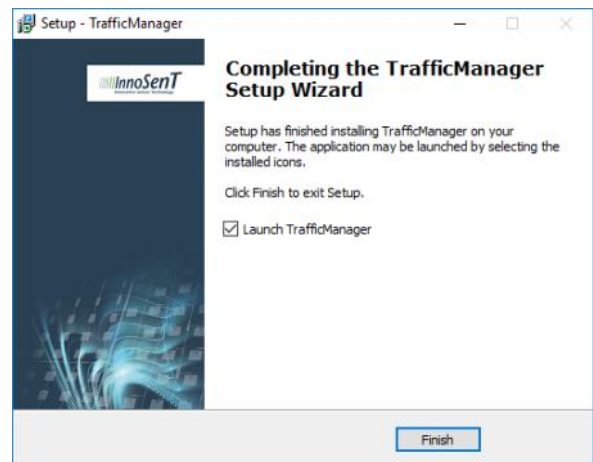 Setup - TrafficManager
InnoSenT
Completing the TrafficManager
Setup Wizard
Setup has finished installing TrafficManager on your
computer. The application may be launched by selecting the
installed icons.
Click Finish to exit Setup.
Launch TrafficManager
Finish